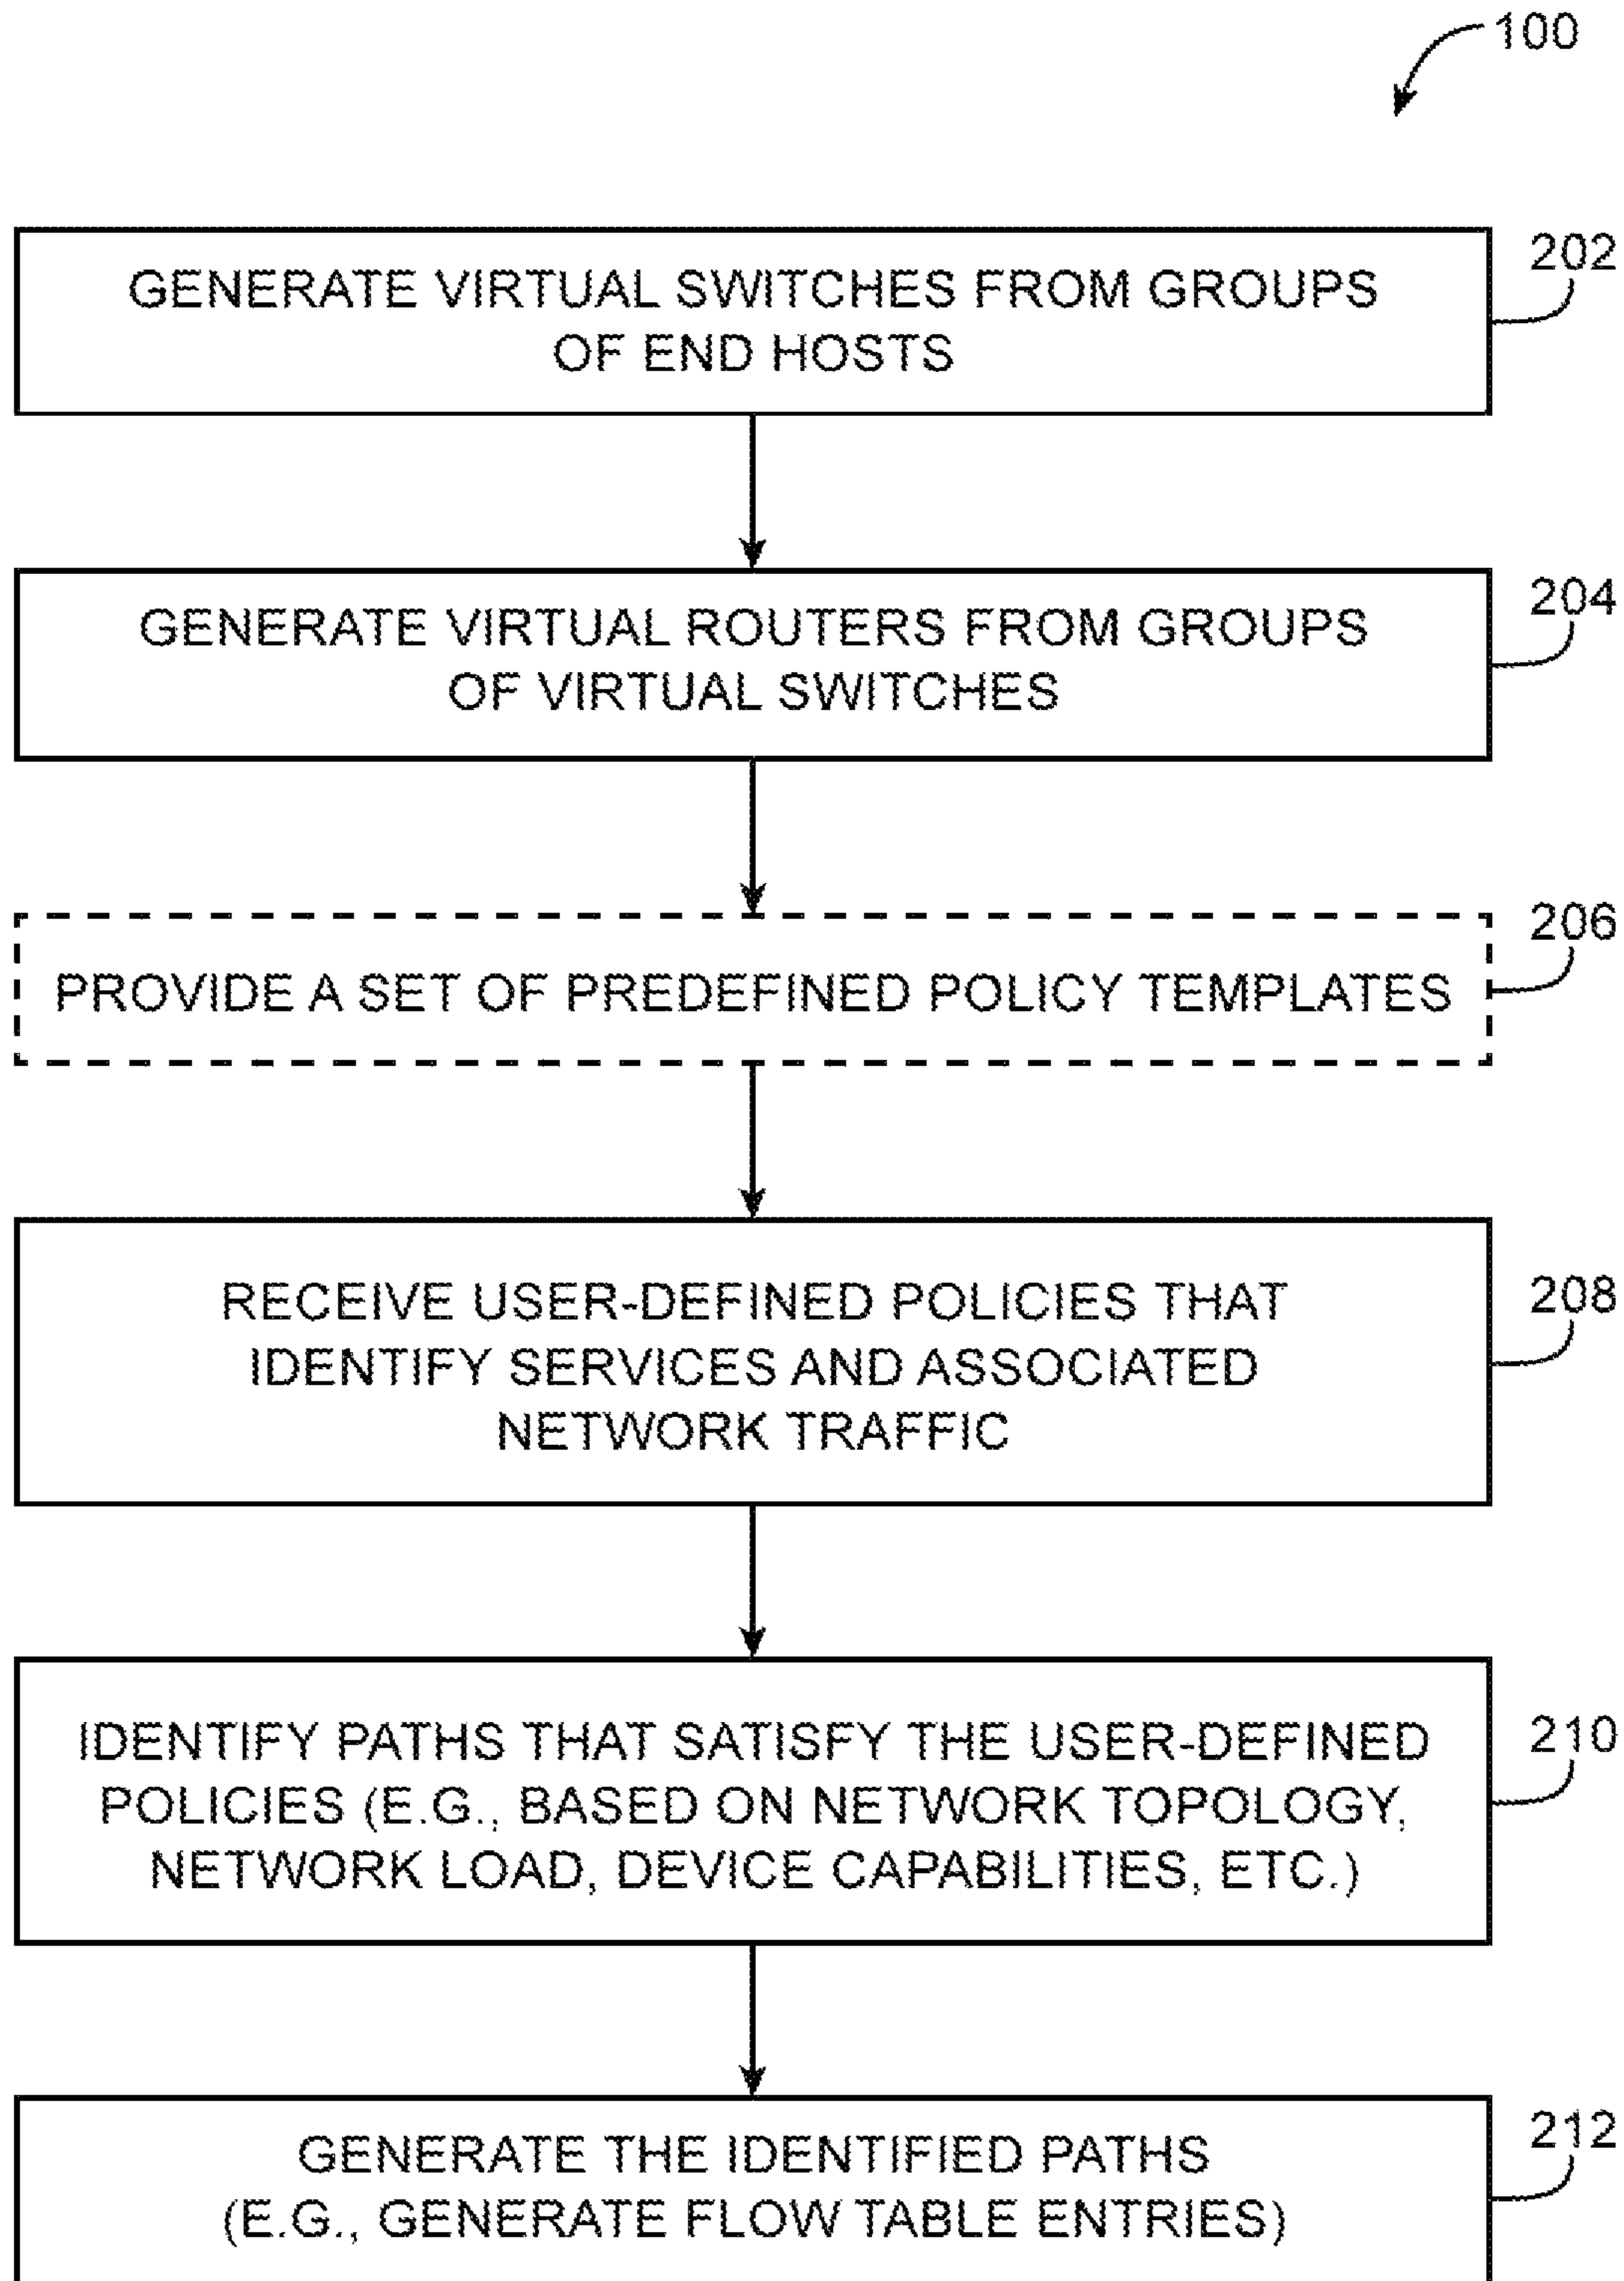 100
202
GENERATE VIRTUAL SWITCHES FROM GROUPS
OF END HOSTS
204
GENERATE VIRTUAL ROUTERS FROM GROUPS
OF VIRTUAL SWITCHES
206
PROVIDE A SET OF PREDEFINED POLICY TEMPLATES
208
RECEIVE USER-DEFINED POLICIES THAT
IDENTIFY SERVICES AND ASSOCIATED
NETWORK TRAFFIC
210
IDENTIFY PATHS THAT SATISFY THE USER-DEFINED
POLICIES (E.G., BASED ON NETWORK TOPOLOGY,
NETWORK LOAD, DEVICE CAPABILITIES, ETC.)
212
GENERATE THE IDENTIFIED PATHS
(E.G., GENERATE FLOW TABLE ENTRIES)